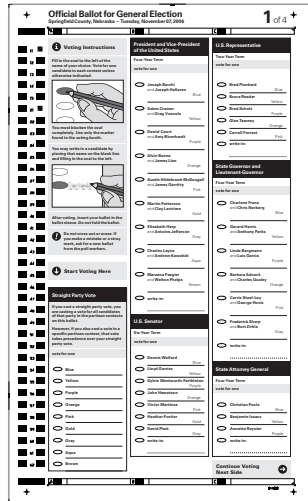 Official Ballot for General Election
Springfield County, Nebraska – Tuesday, November 07, 2006
1 of 4
Voting Instructions
Fill in the oval to the left of the
name of your choice. Vote for one
candidate in each contest unless
otherwise indicated.
You must blacken the oval
completely. Use only the marker
found in the voting booth.
You may write in a candidate by
placing that name on the blank line
and filling in the oval to the left.
After voting, insert your ballot in the
ballot sleeve. Do not fold the ballot.
Do not cross out or erase. If
you make a mistake or a stray
mark, ask for a new ballot
from the poll workers.
Start Voting Here
Straight Party Vote
If you cast a straight party vote, you
are casting a vote for all candidates
of that party in the partisan contests
on this ballot.
However, if you also cast a vote in a
specific partisan contest, that vote
takes precedence over your straight
party vote.
vote for one
Blue
Yellow
Purple
Orange
Pink
Gold
Gray
Aqua
Brown
President and Vice-President
of the United States
Four-Year Term
vote for one
Joseph Barchi
and Joseph Hallaren
Blue
Adam Cramer
and Greg Vuocolo
Yellow
Daniel Court
and Amy Blumhardt
Purple
Alvin Boone
and James Lian
Orange
Austin Hildebrand-McDougall
and James Garritty
Pink
Martin Patterson
and Clay Lariviere
Gold
Elizabeth Harp
and Antoine Jefferson
Gray
Charles Layne
and Andrew Kowalski
Aqua
Marzena Pazgier
and Welton Phelps
Brown
write-in:
U.S. Senator
Six-Year Term
vote for one
Dennis Weiford
Blue
Lloyd Garriss
Yellow
Sylvia Wentworth-Farthington
Purple
John Hewetson
Orange
Victor Martinez
Pink
Heather Portier
Gold
David Platt
Gray
write-in:
U.S. Representative
Two-Year Term
vote for one
Brad Plunkard
Blue
Bruce Reeder
Yellow
Brad Schott
Purple
Glen Tawney
Orange
Carroll Forrest
Pink
write-in:
State Governor and
Lieutenant-Governor
Four-Year Term
vote for one
Charlene Franz
and Chris Norberg
Blue
Gerard Harris
and Anthony Parks
Yellow
Linda Bargmann
and Luis Garcia
Purple
Barbara Adcock
and Charles Qualey
Orange
Carrie Steel-Loy
and George Hovis
Pink
Frederick Sharp
and Bart Zirkle
Gray
write-in:
State Attorney General
Four-Year Term
vote for one
Christian Poole
Blue
Benjamin Isaacs
Yellow
Annette Royster
Purple
write-in:
Continue Voting
Next Side